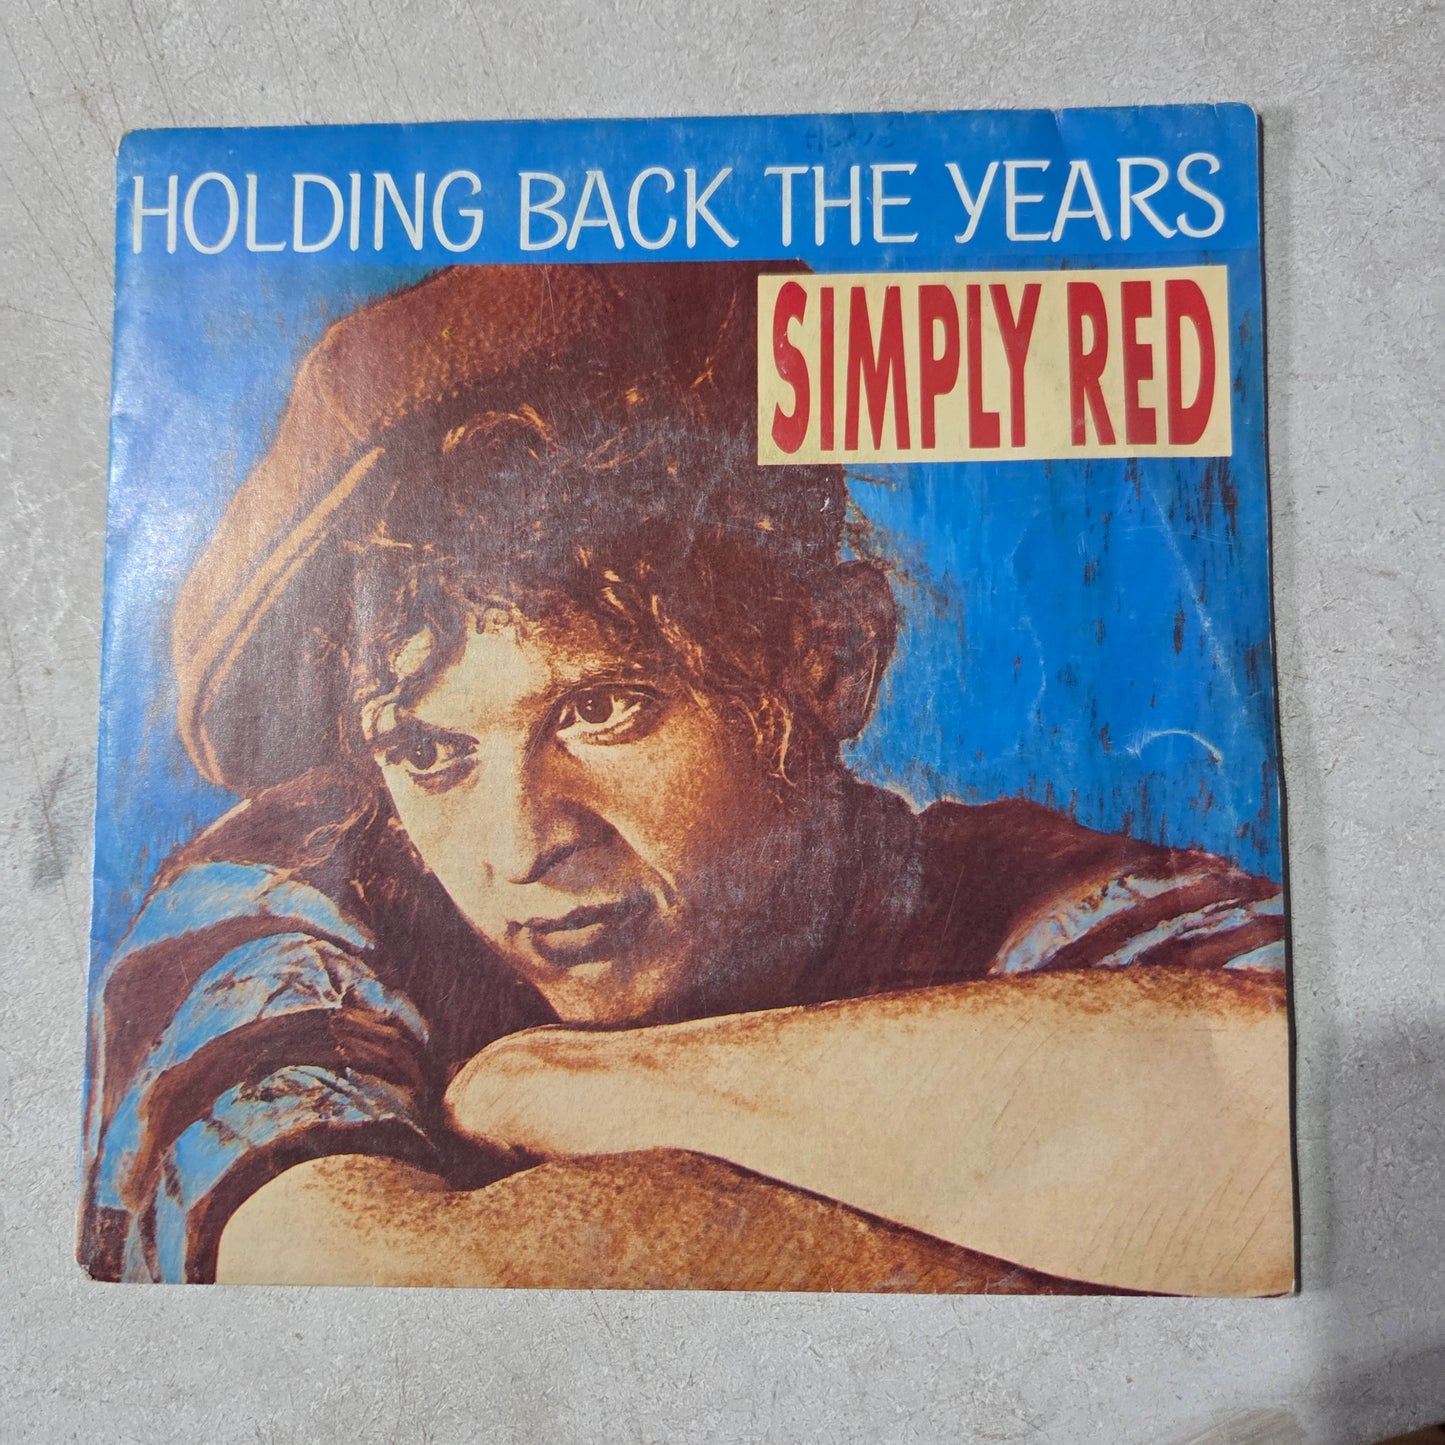 HOLDING BACK THE YEARS
SIMPLY RED